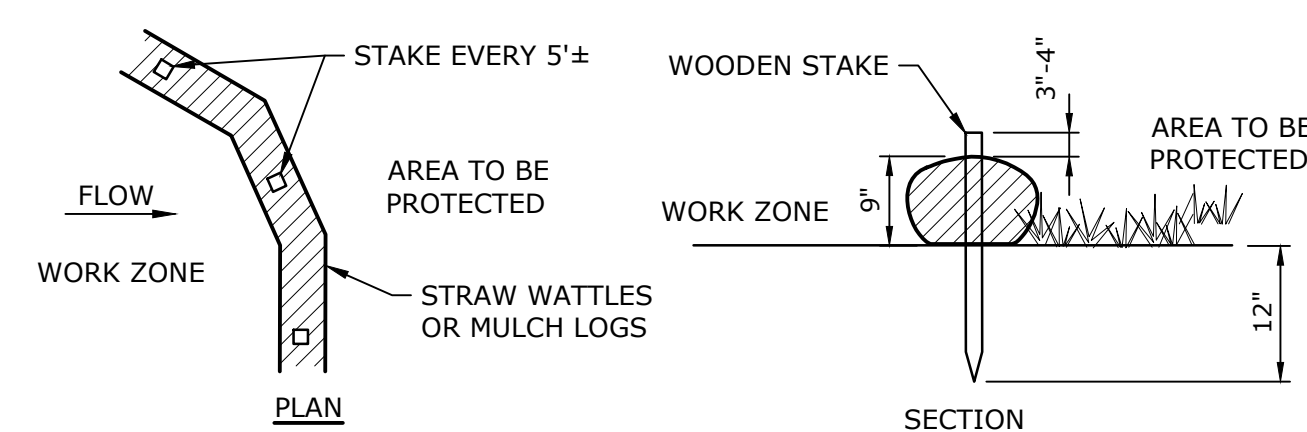 STAKE EVERY 5'±
AREA TO BE
PROTECTED
FLOW
WORK ZONE
STRAW WATTLES
OR MULCH LOGS
PLAN
WOODEN STAKE
3"-4"
AREA TO BE
PROTECTED
9"
WORK ZONE
12"
SECTION